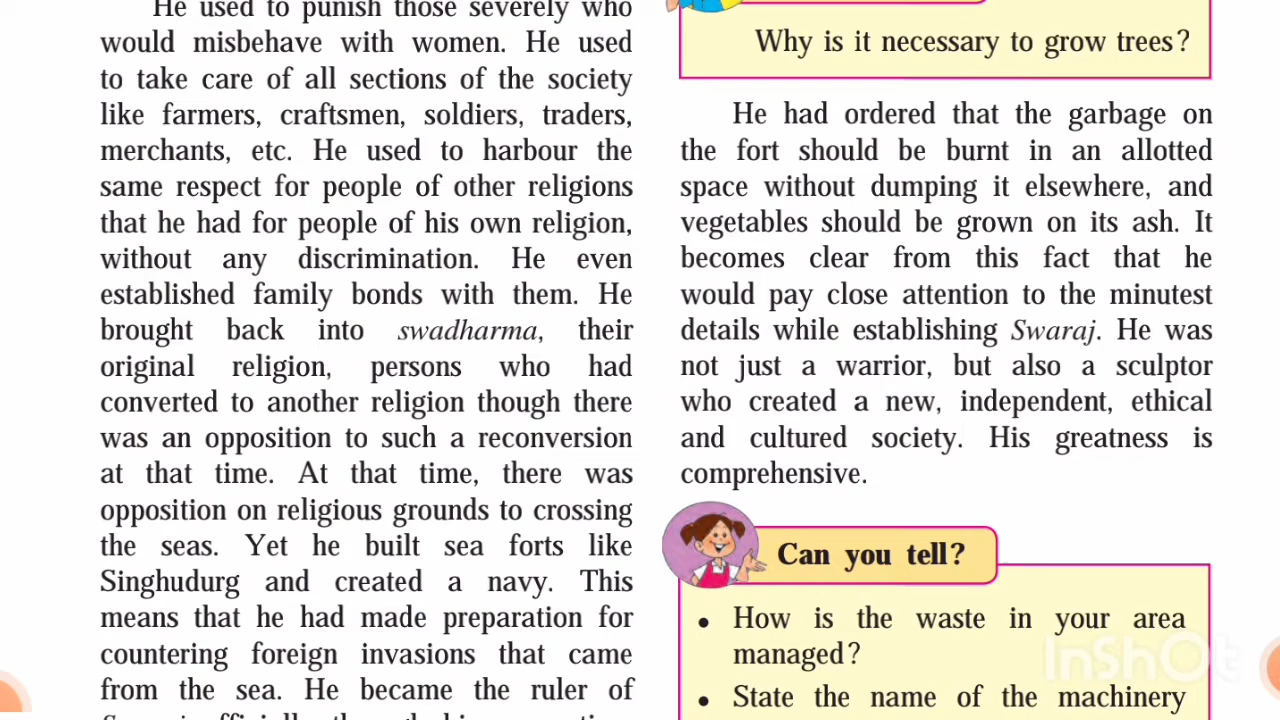 He used to punish those severely who
would misbehave with women. He used
to take care of all sections of the society
like farmers, craftsmen, soldiers, traders,
merchants, etc. He used to harbour the
same respect for people of other religions
that he had for people of his own religion,
without any discrimination. He even
established family bonds with them. He
brought back into swadharma, their
original religion, persons who had
converted to another religion though there
was an opposition to such a reconversion
at that time. At that time, there was
opposition on religious grounds to crossing
the seas. Yet he built sea forts like
Singhudurg and created a navy. This
means that he had made preparation for
countering foreign invasions that came
from the sea. He became the ruler of
Why is it necessary to grow trees?
He had ordered that the garbage on
the fort should be burnt in an allotted
space without dumping it elsewhere, and
vegetables should be grown on its ash. It
becomes clear from this fact that he
would pay close attention to the minutest
details while establishing Swaraj. He was
not just a warrior, but also a sculptor
who created a new, independent, ethical
and cultured society. His greatness is
comprehensive.
Can you tell?
• How is the waste in your area
managed?
• State the name of the machinery
InShOt